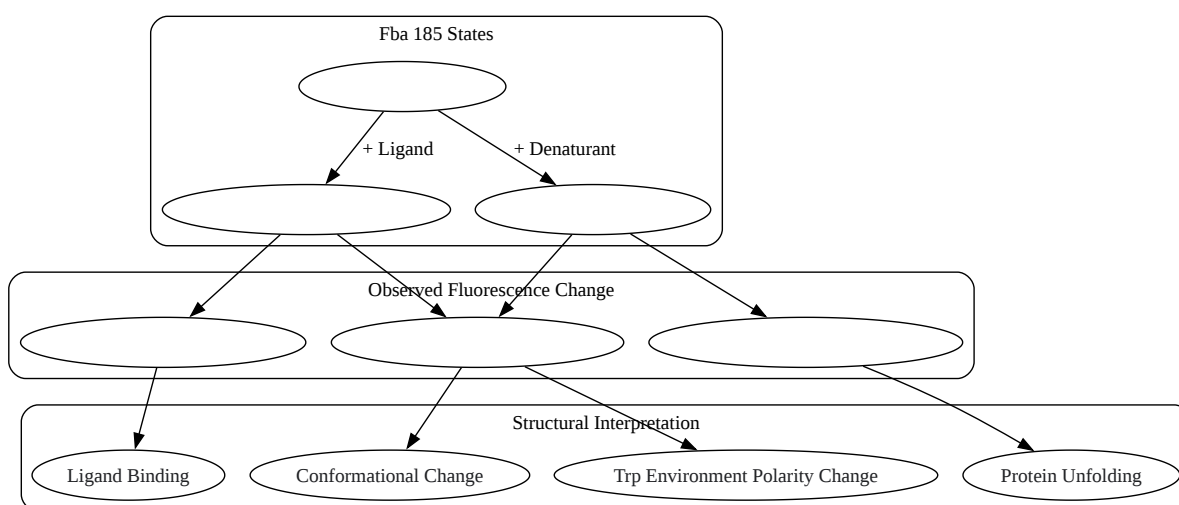 Fba 185 States
+ Ligand
+ Denaturant
Observed Fluorescence Change
Structural Interpretation
Ligand Binding
Conformational Change
Trp Environment Polarity Change
Protein Unfolding